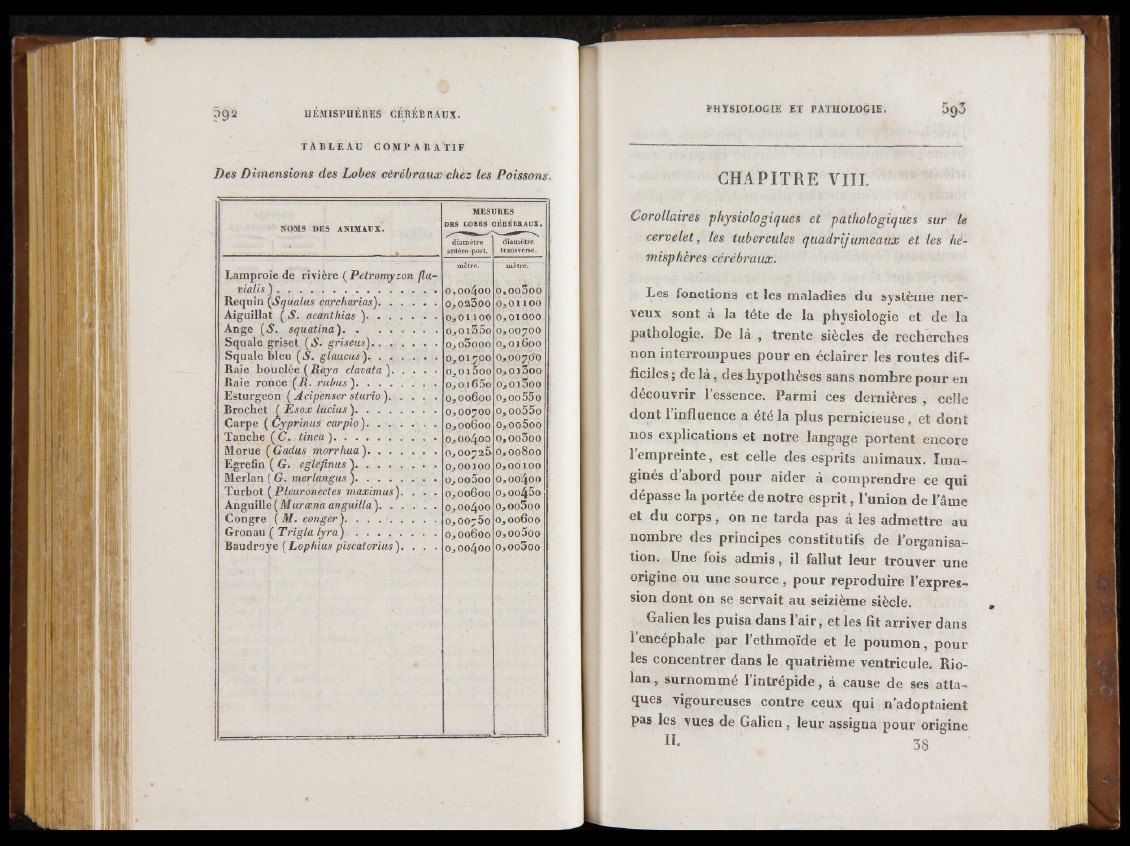 592 HÉMISPHÈRES CÉRÉBRAUX.
TABLEAU COMPARATIF
Des Dimensions des Lobes cérébraux chez les Poissons.
NOMS DES ANIMAUX.
MESURES
DES LOBES CÉRÉBRAUX.
diamètre antéro-post. diamètre transverse.
mètre. mètre.
Lamproie de rivière (Petromyzon flu-
vialis) . . . . . . . . . . . . . . . 0,00400 0,00300
Requin (Squalus carcharias). . . . . . 0,02300 0,01100
Aiguillat (S. acanthias). . . . . . . 0,01100 0,01000
Ange (S. squatina). . . . . . . . 0,01350 0,00700
Squale griset (S. griseus). . . . . . . 0,03000 0,01600
Squale bleu (S. glaucus). . . . . . . 0,01700 0,00760
Raie bouclée (Raya clavata). . . . . 0,01500 0,01300
Raie ronce (R. rubus). . . . . . . . 0,01650 0,01300
Esturgeon (Acipenser sturio). . . . . 0,00600 0,00550
Brochet (Esox lucius). . . . . . . . 0,00700 0,00550
Carpe (Cyprinus carpio). . . . . . . 0,00600 0,00500
Tanche (C. tinca). . . . . . . . . 0,00400 0,00300
Morue (Gadus morrhua). . . . . . . 0,00725 0,00800
Egrefin (G. eglefinus). . . . . . . . 0,00100 0,00100
Merlan (G. merlangus). . . . . . . . 0,00500 0,00400
Turbot (Pleuronectes maximus). . . . 0,00600 0,00450
Anguille (Muræna anguilla). . . . . . 0,00400 0,00300
Congre (M. conger). . . . . . . . . 0,00750 0,00600
Gronau (Trigla lyra). . . . . . . . 0,00600 0,00500
Baudroye (Lophius piscatorius). . . . 0,00400 0,00300
PHYSIOLOGIE ET PATHOLOGIE. 593
CHAPITRE VIII.
Corollaires physiologiques et pathologiques sur le
cervelet, les tubercules quadrijumeaux et les hé-
misphères cérébraux.
Les fonctions et les maladies du système ner-
veux sont à la tête de la physiologie et de la
pathologie. De là , trente siècles de recherches
non interrompues pour en éclairer les routes dif-
ficiles; de là, des hypothèses sans nombre pour en
découvrir l'essence. Parmi ces dernières , celle
dont l'influence a été la plus pernicieuse, et dont
nos explications et notre langage portent encore
l'empreinte, est celle des esprits animaux. Ima-
ginés d'abord pour aider à comprendre ce qui
dépasse la portée de notre esprit, l'union de l'âme
et du corps, on ne tarda pas à les admettre au
nombre des principes constitutifs de l'organisa-
tion. Une fois admis, il fallut leur trouver une
origine ou une source, pour reproduire l'expres-
sion dont on se servait au seizième siècle.
Galien les puisa dans l'air, et les fit arriver dans
l'encéphale par l'ethmoïde et le poumon, pour
les concentrer dans le quatrième ventricule. Rio-
lan, surnommé l'intrépide, à cause de ses atta-
ques vigoureuses contre ceux qui n'adoptaient
pas les vues de Galien, leur assigna pour origine
II. 38